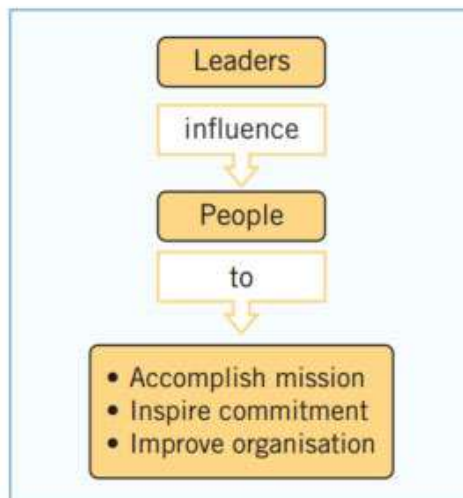 Leaders
influence
People
to
• Accomplish mission
• Inspire commitment
• Improve organisation